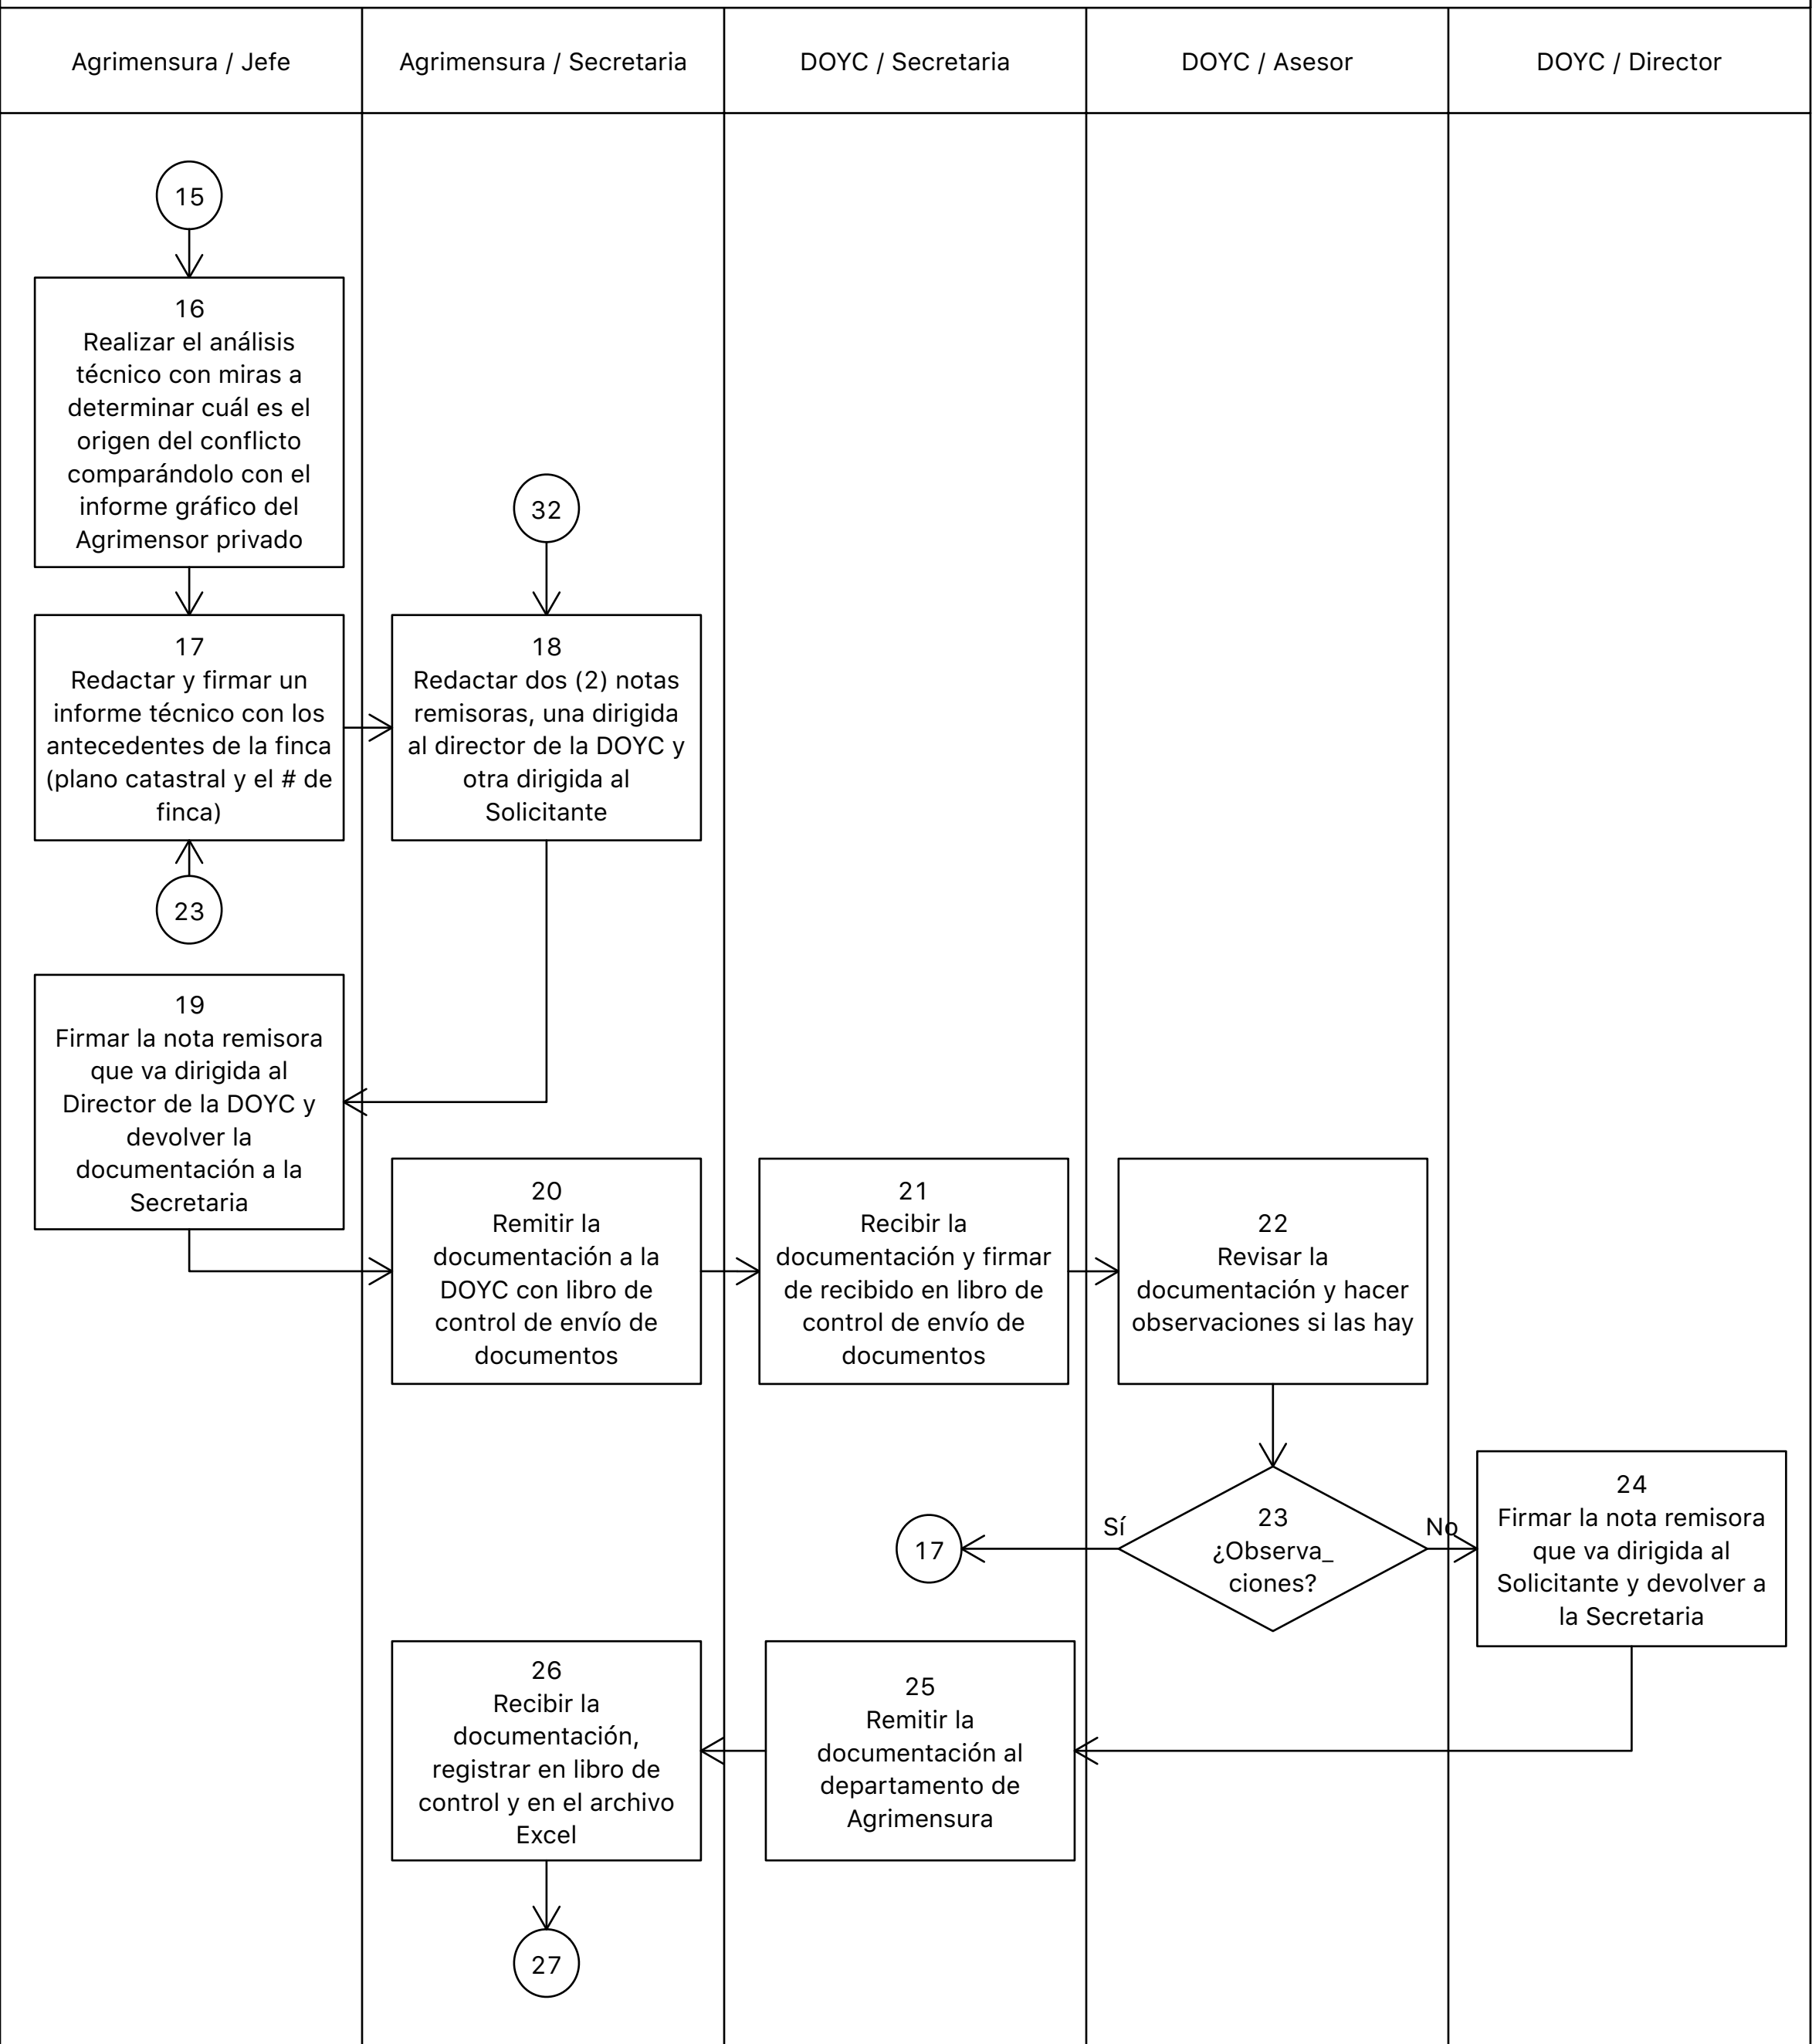 Agrimensura / Jefe
Agrimensura / Secretaria
DOYC / Secretaria
DOYC / Asesor
DOYC / Director
15
16
Realizar el análisis
técnico con miras a
determinar cuál es el
origen del conflicto
comparándolo con el
informe gráfico del
Agrimensor privado
32
17
Redactar y firmar un
informe técnico con los
antecedentes de la finca
(plano catastral y el # de
finca)
18
Redactar dos (2) notas
remisoras, una dirigida
al director de la DOYC y
otra dirigida al
Solicitante
23
19
Firmar la nota remisora
que va dirigida al
Director de la DOYC y
devolver la
documentación a la
Secretaria
20
Remitir la
documentación a la
DOYC con libro de
control de envío de
documentos
21
Recibir la
documentación y firmar
de recibido en libro de
control de envío de
documentos
22
Revisar la
documentación y hacer
observaciones si las hay
23
¿Observa_
ciones?
Sí
No
17
24
Firmar la nota remisora
que va dirigida al
Solicitante y devolver a
la Secretaria
25
Remitir la
documentación al
departamento de
Agrimensura
26
Recibir la
documentación,
registrar en libro de
control y en el archivo
Excel
27